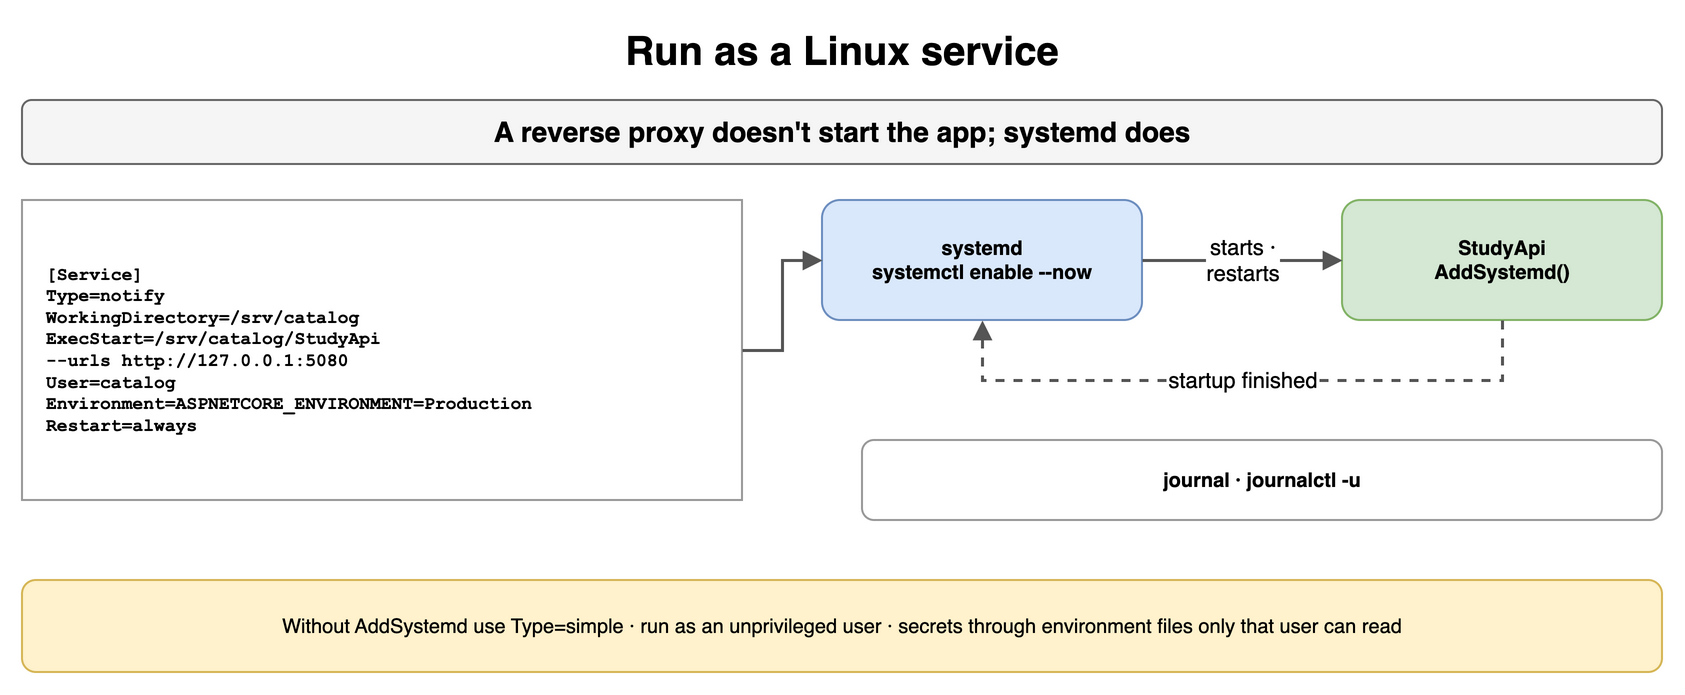 Run as a Linux service
A reverse proxy doesn't start the app; systemd does
[Service]
Type=notify
WorkingDirectory=/srv/catalog
ExecStart=/srv/catalog/StudyApi
--urls http://127.0.0.1:5080
User=catalog
Environment=ASPNETCORE_ENVIRONMENT=Production
Restart=always
systemd
systemctl enable --now
starts ·
restarts
StudyApi
AddSystemd()
startup finished
journal · journalctl -u
Without AddSystemd use Type=simple · run as an unprivileged user · secrets through environment files only that user can read